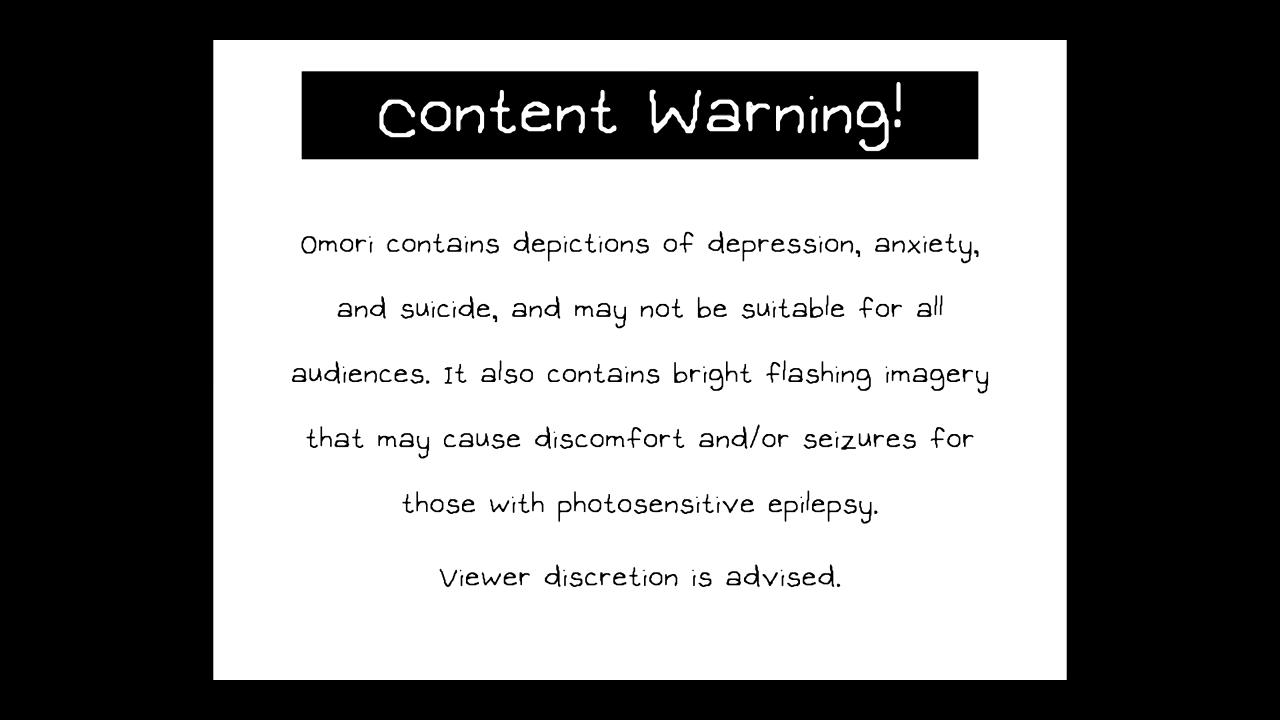 Content Warning!
Omori contains depictions of depression, anxiety,
and suicide, and may not be suitable for all
audiences. It also contains bright flashing imagery
that may cause discomfort and/or seizures for
those with photosensitive epilepsy.
Viewer discretion is advised.